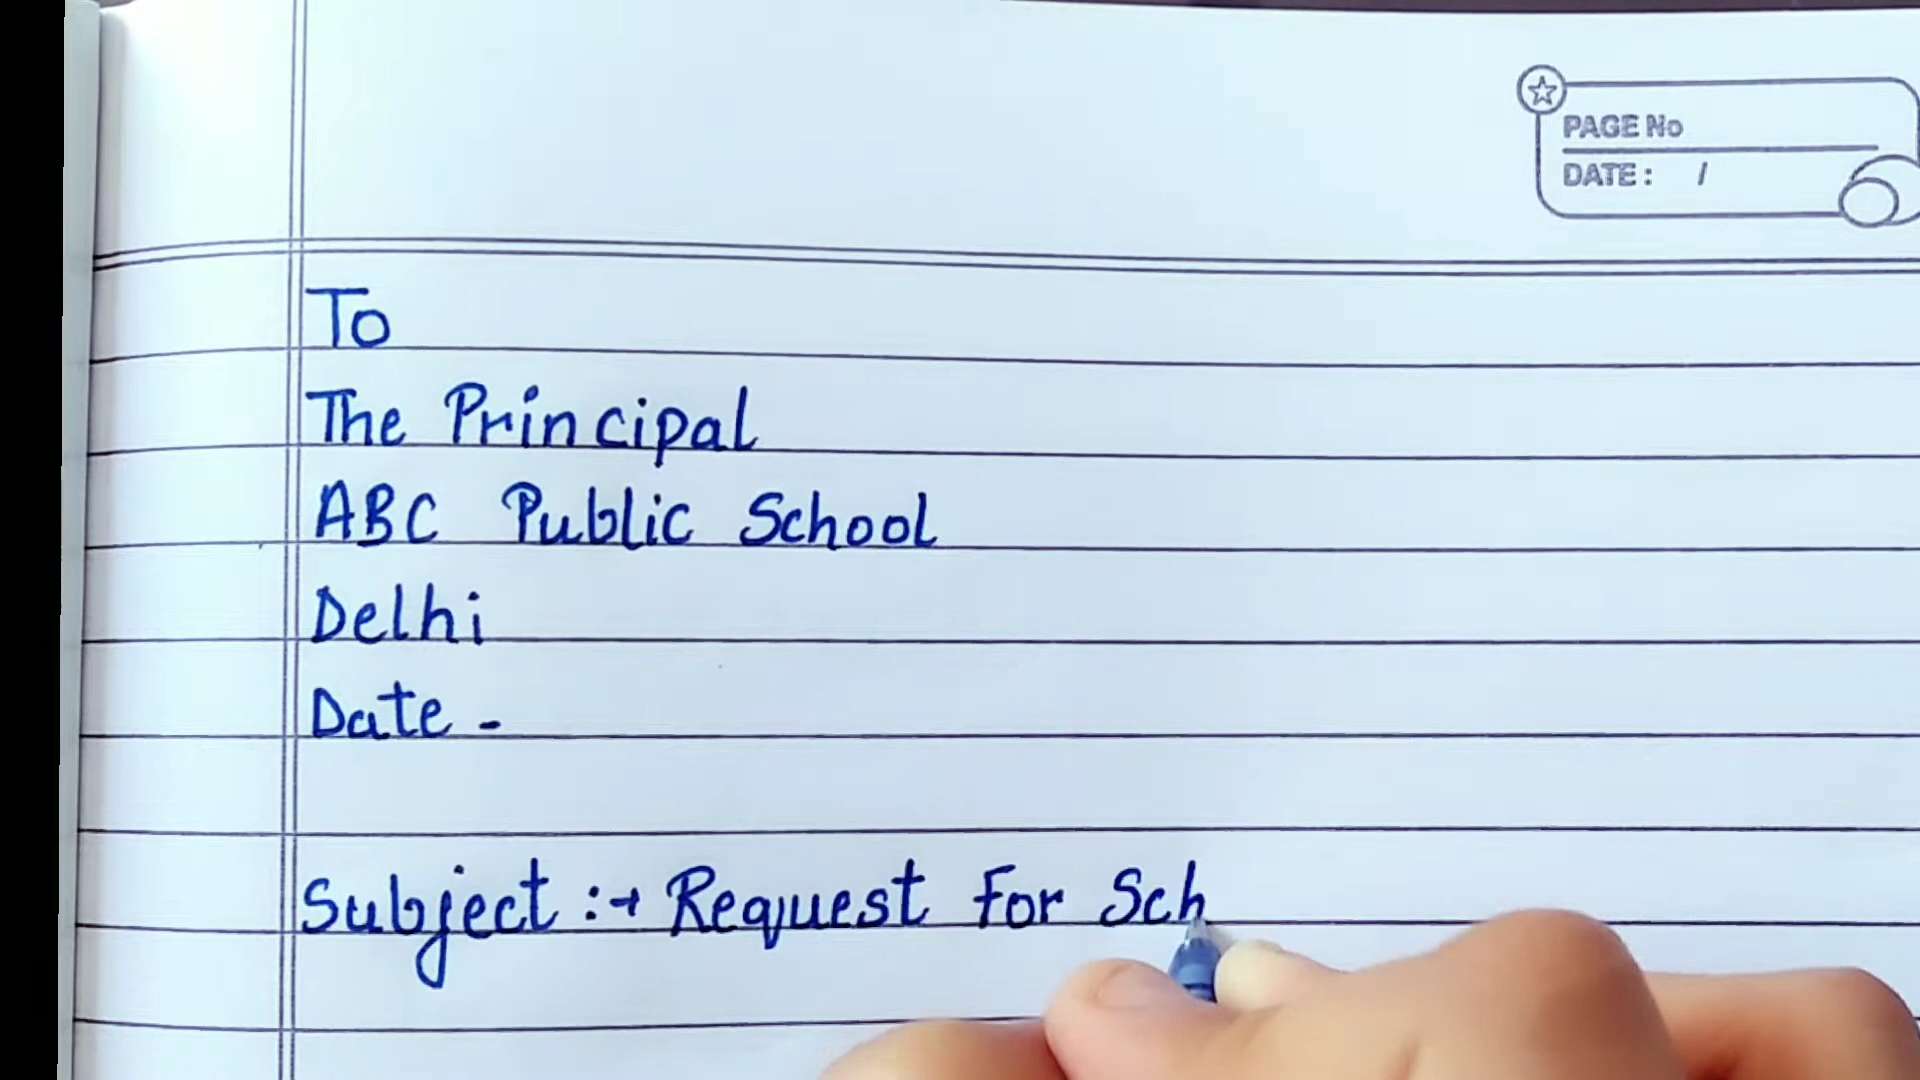 PAGE No
DATE: /
To
The Principal
ABC Public School
Delhi
Date -
Subject :→ Request For Sch